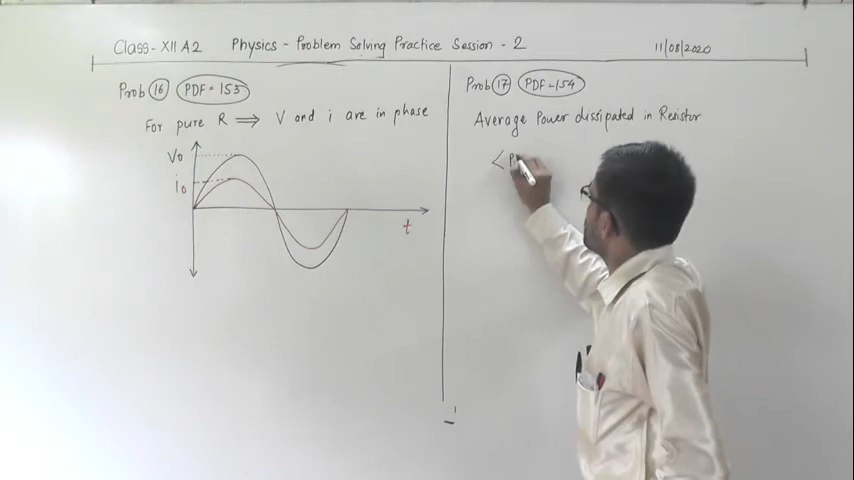 Class- XII A2 Physics - Problem Solving Practice Session - 2 11/08/2020
Prob 16 PDF = 153
For pure R ⟹ V and i are in phase
V0
i0
t
Prob 17 PDF = 154
Average Power dissipated in Resistor
< P